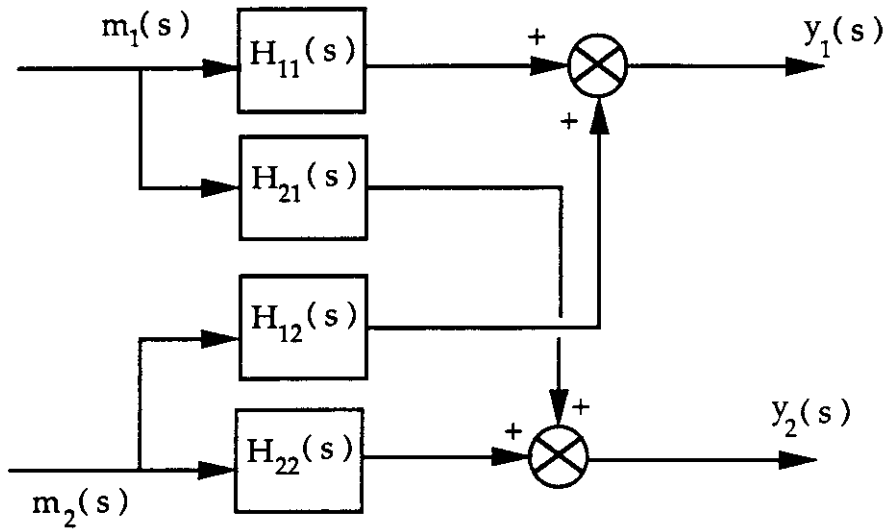 m₁(s)
H₁₁(s)
+
y₁(s)
+
H₂₁(s)
H₁₂(s)
+
y₂(s)
H₂₂(s)
+
m₂(s)